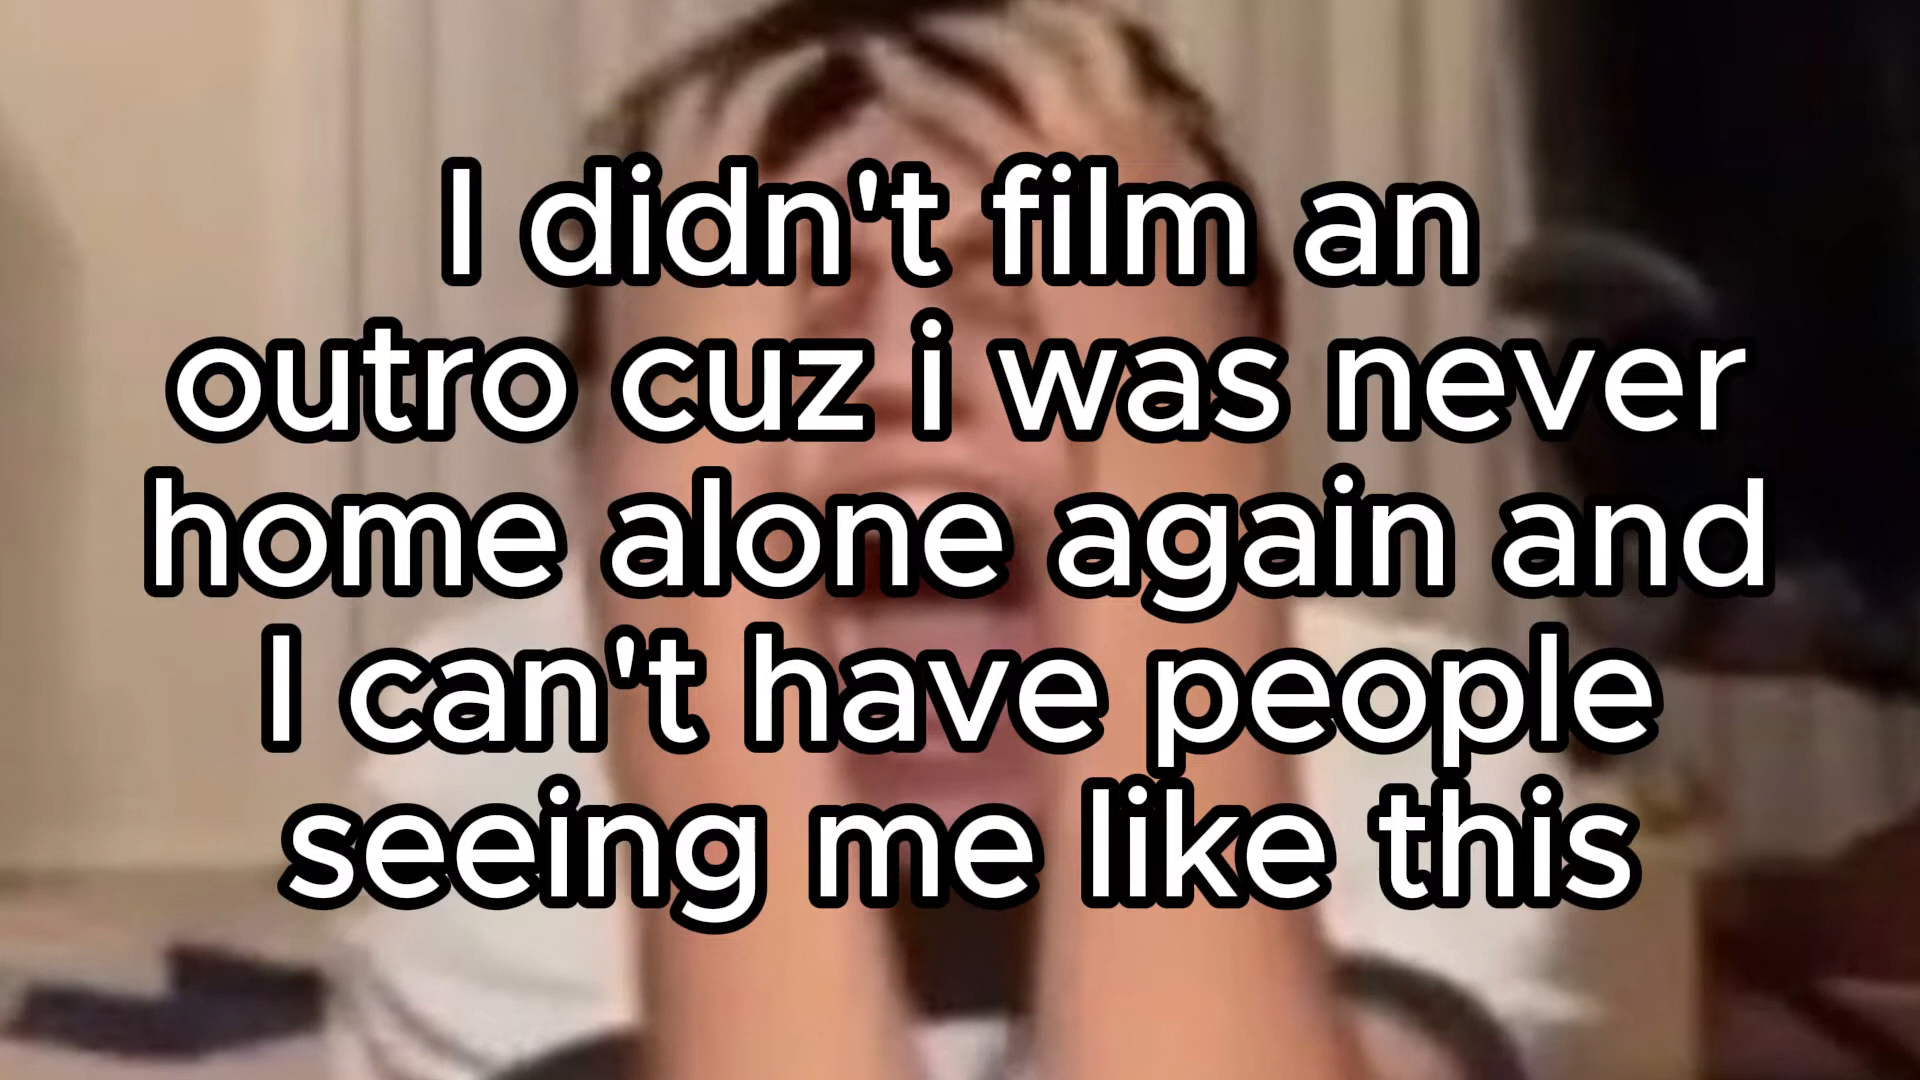 I didn't film an
outro cuz i was never
home alone again and
I can't have people
seeing me like this